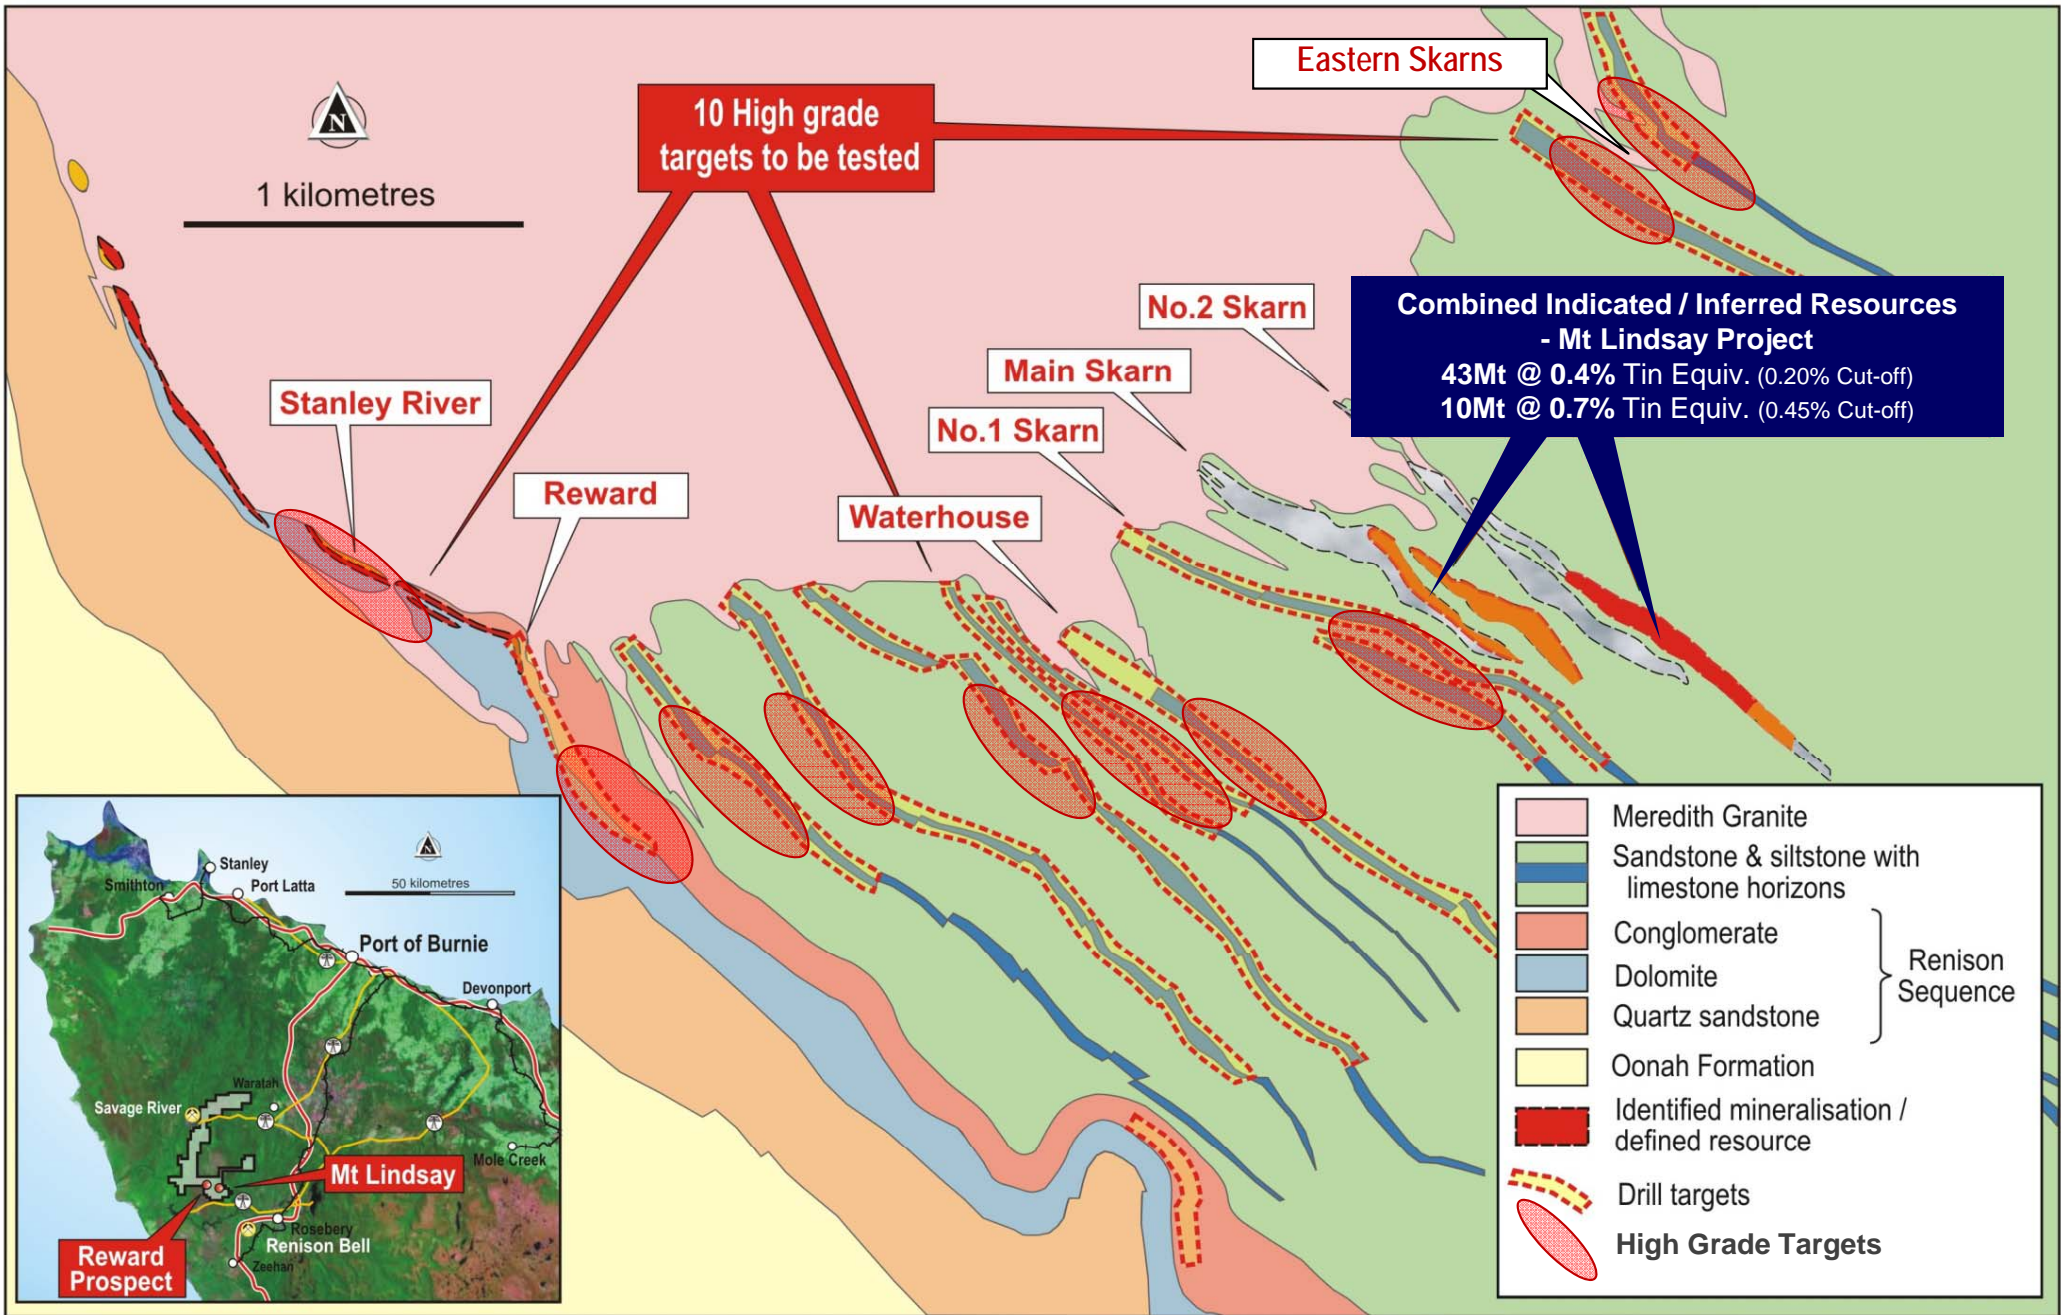 Eastern Skarns
10 High grade
targets to be tested
N
1 kilometres
No.2 Skarn
Combined Indicated / Inferred Resources
- Mt Lindsay Project
43Mt @ 0.4% Tin Equiv. (0.20% Cut-off)
10Mt @ 0.7% Tin Equiv. (0.45% Cut-off)
Main Skarn
Stanley River
No.1 Skarn
Reward
Waterhouse
Meredith Granite
Sandstone & siltstone with
limestone horizons
Conglomerate
Dolomite
Quartz sandstone
Renison
Sequence
Oonah Formation
Identified mineralisation /
defined resource
Drill targets
High Grade Targets
N
50 kilometres
Stanley
Smithton
Port Latta
Port of Burnie
Devonport
Waratah
Savage River
Mole Creek
Mt Lindsay
Rosebery
Renison Bell
Reward
Prospect
Zeehan